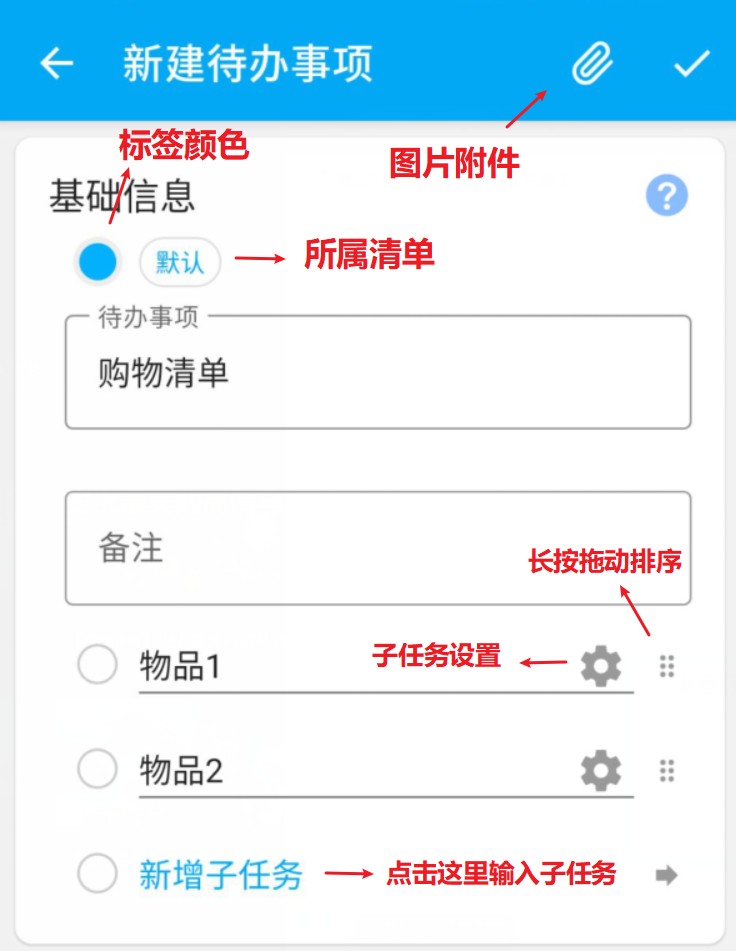 新建待办事项
标签颜色
图片附件
基础信息
?
默认
所属清单
待办事项
购物清单
备注
长按拖动排序
物品1
子任务设置
物品2
新增子任务
点击这里输入子任务